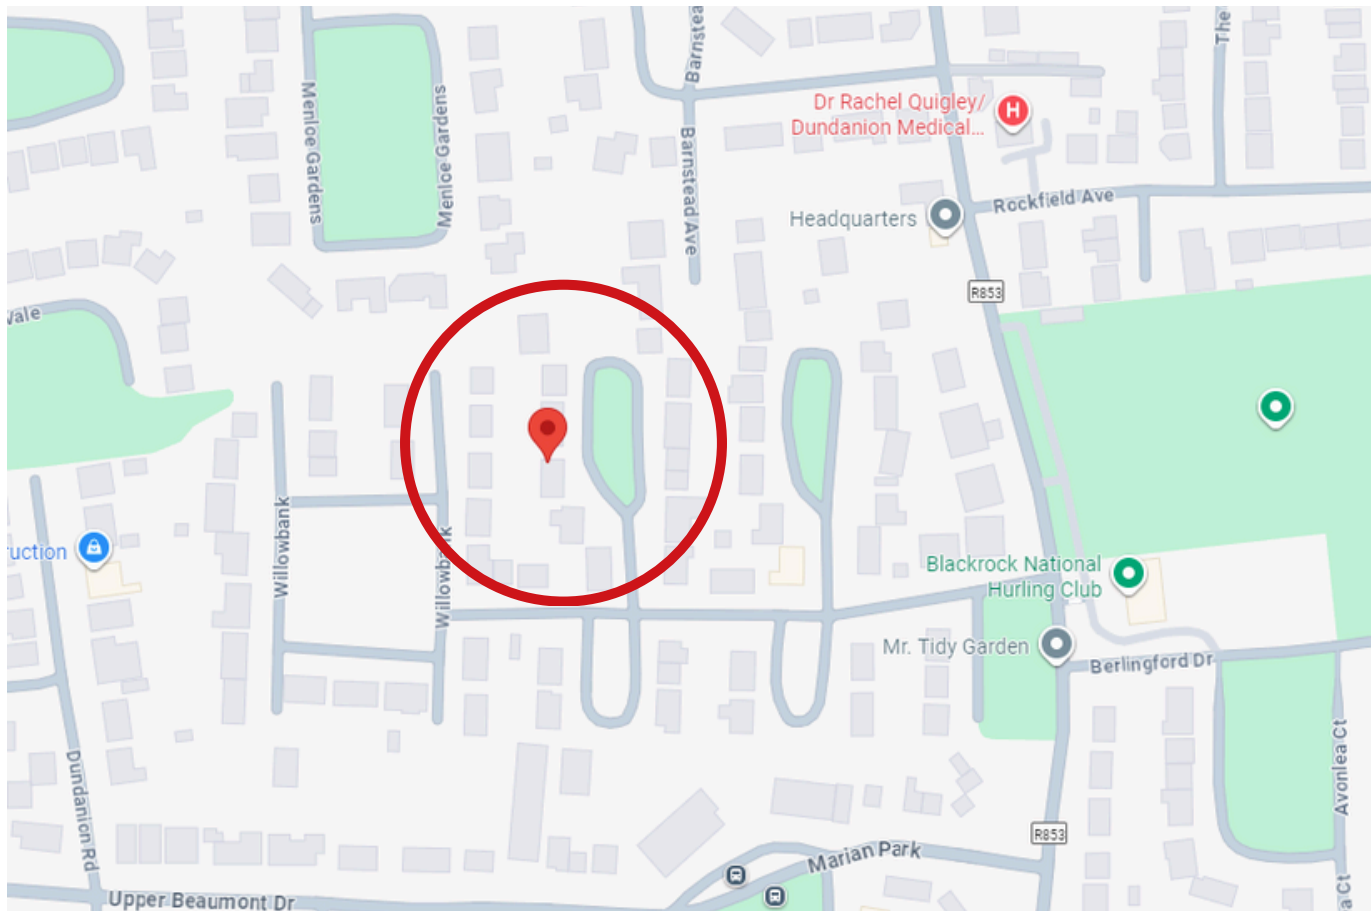 Barnstea
The
Menloe Gardens
Menloe Gardens
Dr Rachel Quigley/
Dundanion Medical...
H
Barnstead Ave
Rockfield Ave
Headquarters
R853
Vale
Willowbank
Willowbank
uction
Blackrock National
Hurling Club
Mr. Tidy Garden
Berlingford Dr
Dundanion Rd
Avonlea Ct
R853
Marian Park
Upper Beaumont Dr
a Ct